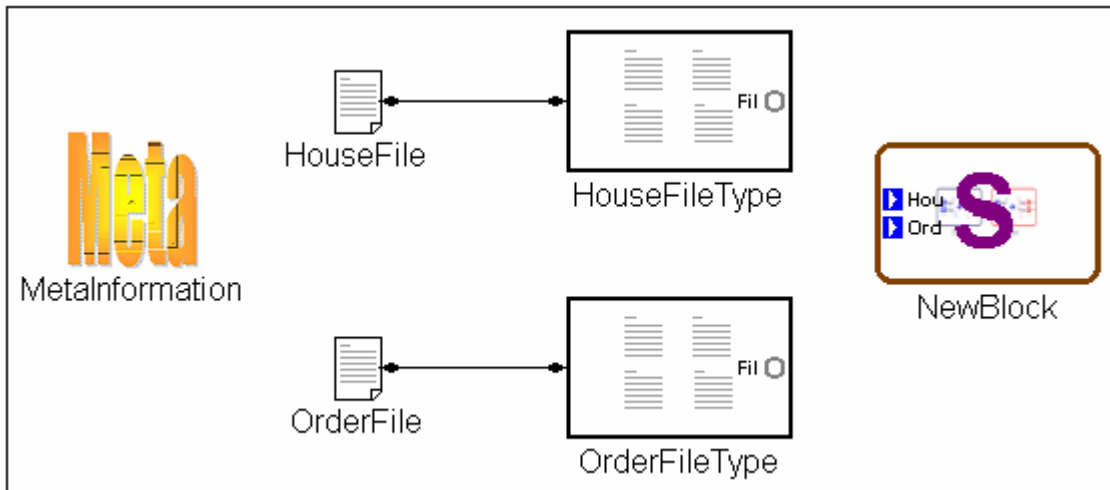 Fil
HouseFile
HouseFileType
Meta
MetaInformation
Hou
Ord
S
NewBlock
Fil
OrderFile
OrderFileType